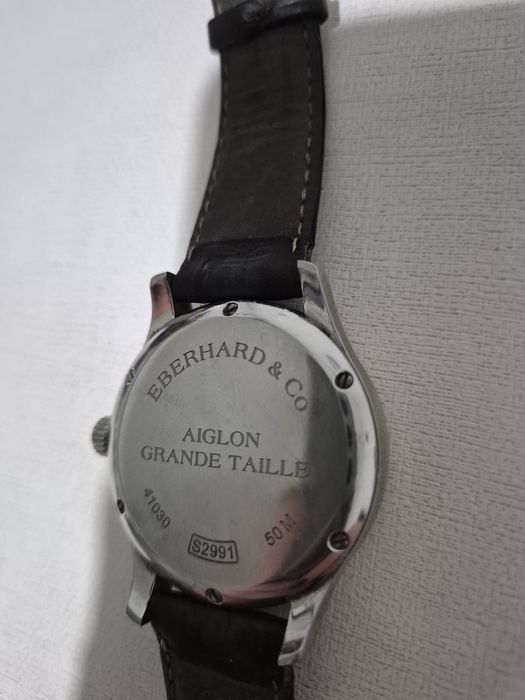 EBERHARD & CO
AIGLON
GRANDE TAILLE
41030
S2991
50 M